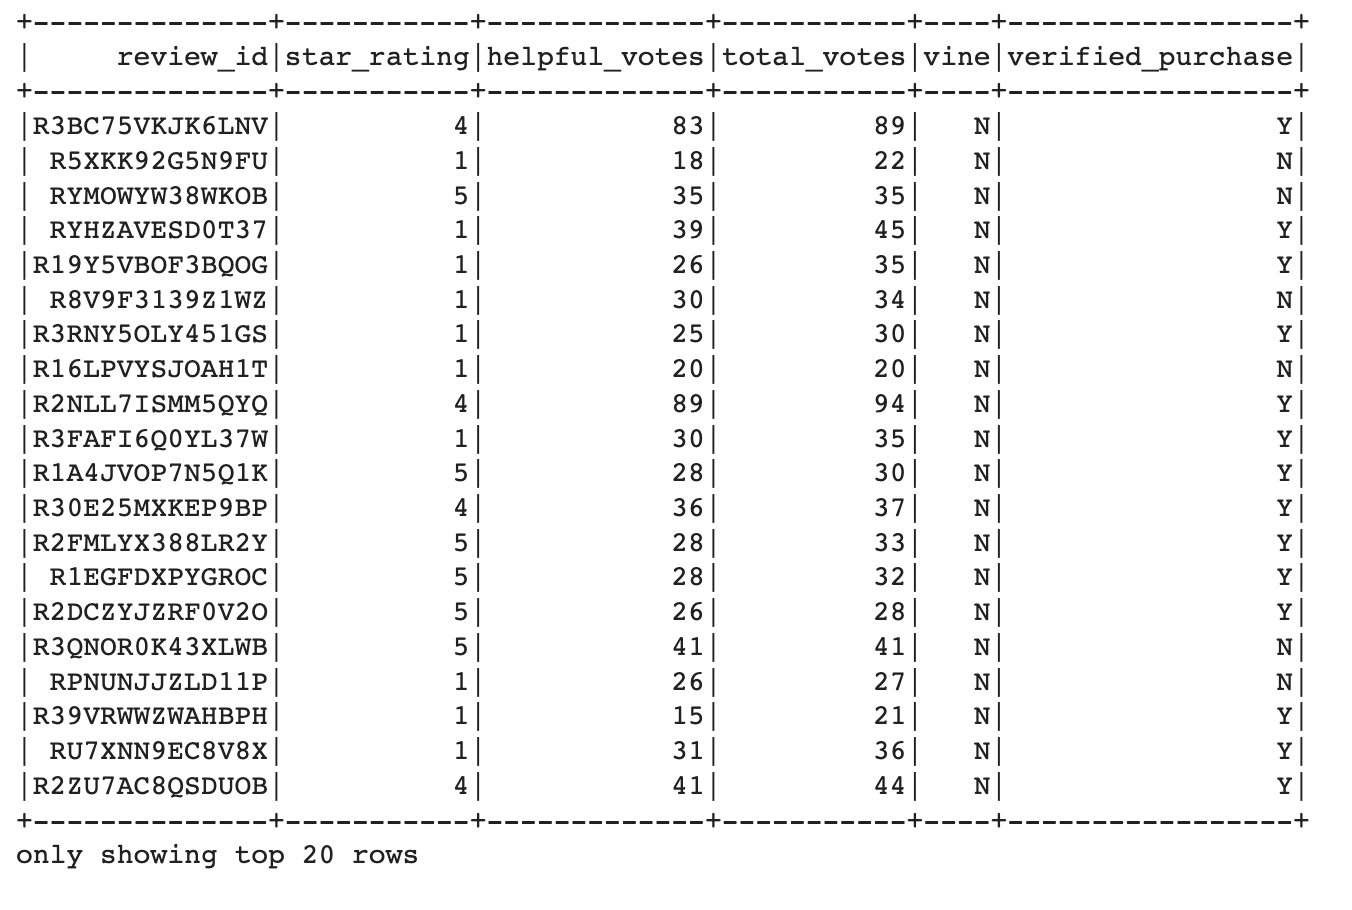 +--------------+-----------+-------------+-----------+----+-----------------+
|     review_id|star_rating|helpful_votes|total_votes|vine|verified_purchase|
+--------------+-----------+-------------+-----------+----+-----------------+
|R3BC75VKJK6LNV|          4|           83|         89|   N|                Y|
| R5XKK92G5N9FU|          1|           18|         22|   N|                N|
| RYMOWYW38WKOB|          5|           35|         35|   N|                N|
| RYHZAVESD0T37|          1|           39|         45|   N|                Y|
|R19Y5VBOF3BQOG|          1|           26|         35|   N|                Y|
| R8V9F3139Z1WZ|          1|           30|         34|   N|                N|
|R3RNY5OLY451GS|          1|           25|         30|   N|                Y|
|R16LPVYSJOAH1T|          1|           20|         20|   N|                N|
|R2NLL7ISMM5QYQ|          4|           89|         94|   N|                Y|
|R3FAFI6Q0YL37W|          1|           30|         35|   N|                Y|
|R1A4JVOP7N5Q1K|          5|           28|         30|   N|                Y|
|R30E25MXKEP9BP|          4|           36|         37|   N|                Y|
|R2FMLYX388LR2Y|          5|           28|         33|   N|                Y|
| R1EGFDXPYGROC|          5|           28|         32|   N|                Y|
|R2DCZYJZRF0V2O|          5|           26|         28|   N|                Y|
|R3QNOR0K43XLWB|          5|           41|         41|   N|                N|
| RPNUNJJZLD11P|          1|           26|         27|   N|                N|
|R39VRWWZWAHBPH|          1|           15|         21|   N|                Y|
| RU7XNN9EC8V8X|          1|           31|         36|   N|                Y|
|R2ZU7AC8QSDUOB|          4|           41|         44|   N|                Y|
+--------------+-----------+-------------+-----------+----+-----------------+
only showing top 20 rows